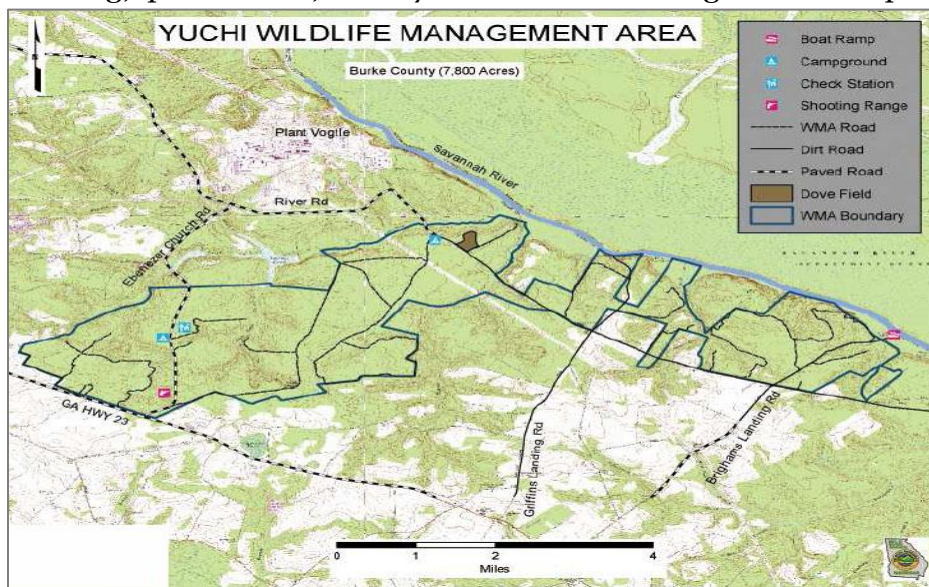 YUCHI WILDLIFE MANAGEMENT AREA
Burke County (7,800 Acres)
Boat Ramp
Campground
Check Station
Shooting Range
WMA Road
Dirt Road
Paved Road
Dove Field
WMA Boundary
Plant Vogtle
Savannah River
River Rd
Ebenezer Church Rd
GA HWY 23
Griffins Landing Rd
Brighams Landing Rd
0 1 2 4
Miles